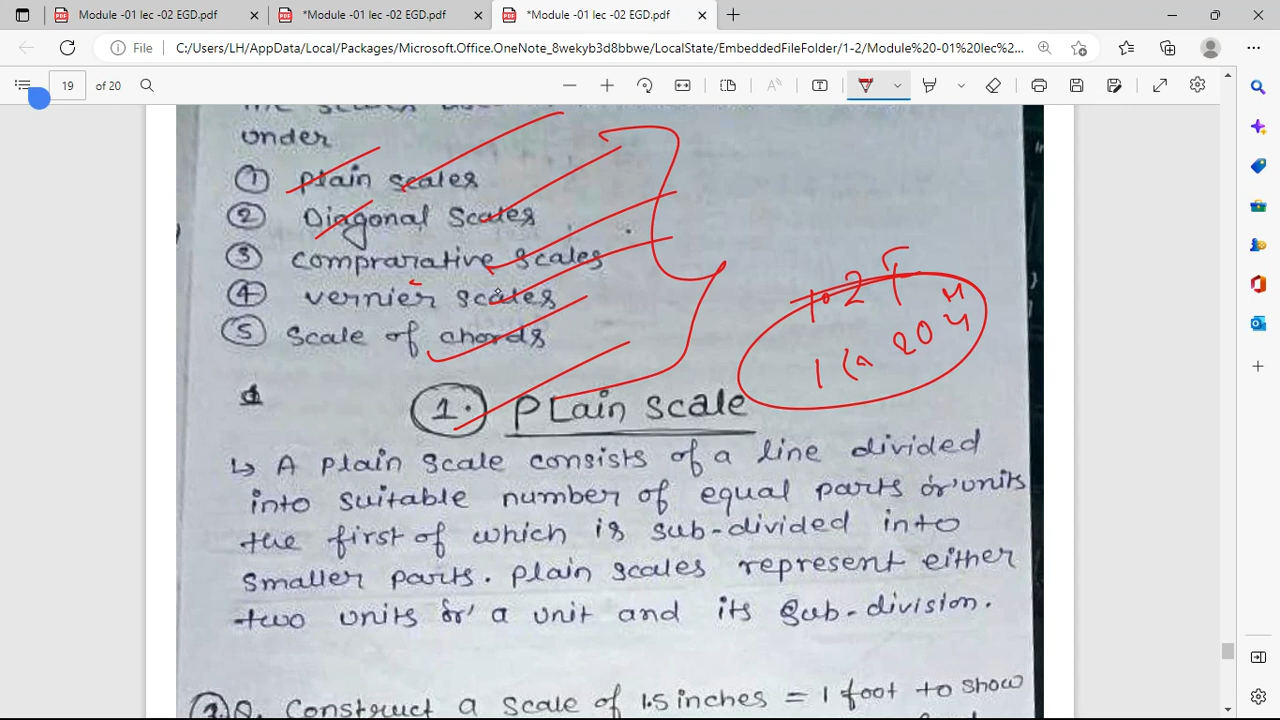 Module -01 lec -02 EGD.pdf
*Module -01 lec -02 EGD.pdf
*Module -01 lec -02 EGD.pdf
File
C:/Users/LH/AppData/Local/Packages/Microsoft.Office.OneNote_8wekyb3d8bbwe/LocalState/EmbeddedFileFolder/1-2/Module%20-01%20lec%2...
19 of 20
under
① Plain scales
② Diagonal Scales
③ comprarative scales
④ vernier scales
⑤ Scale of chords
1. PLain scale
↳ A plain scale consists of a line divided
into suitable number of equal parts or units
the first of which is sub-divided into
smaller parts. plain scales represent either
two units or a unit and its sub-division.
Q. Construct a scale of 1.5 inches = 1 foot to show